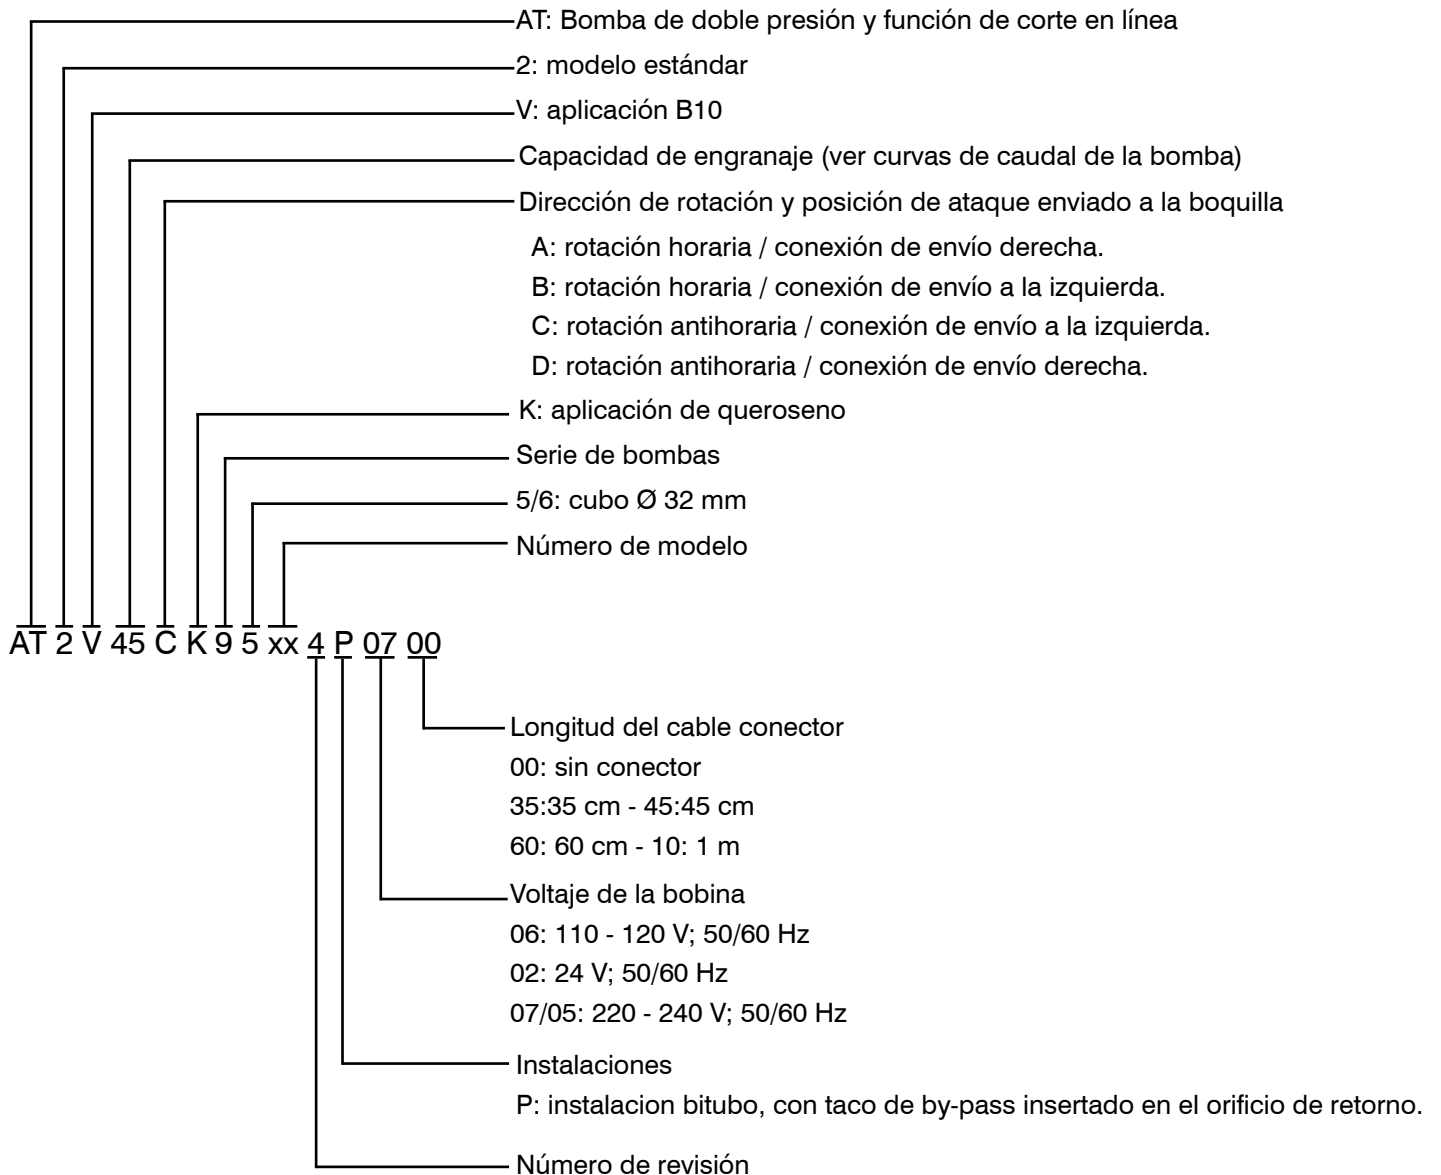 AT: Bomba de doble presión y función de corte en línea
2: modelo estándar
V: aplicación B10
Capacidad de engranaje (ver curvas de caudal de la bomba)
Dirección de rotación y posición de ataque enviado a la boquilla
A: rotación horaria / conexión de envío derecha.
B: rotación horaria / conexión de envío a la izquierda.
C: rotación antihoraria / conexión de envío a la izquierda.
D: rotación antihoraria / conexión de envío derecha.
K: aplicación de queroseno
Serie de bombas
5/6: cubo Ø 32 mm
Número de modelo
AT 2 V 45 C K 9 5 xx 4 P 07 00
Longitud del cable conector
00: sin conector
35:35 cm - 45:45 cm
60: 60 cm - 10: 1 m
Voltaje de la bobina
06: 110 - 120 V; 50/60 Hz
02: 24 V; 50/60 Hz
07/05: 220 - 240 V; 50/60 Hz
Instalaciones
P: instalacion bitubo, con taco de by-pass insertado en el orificio de retorno.
Número de revisión